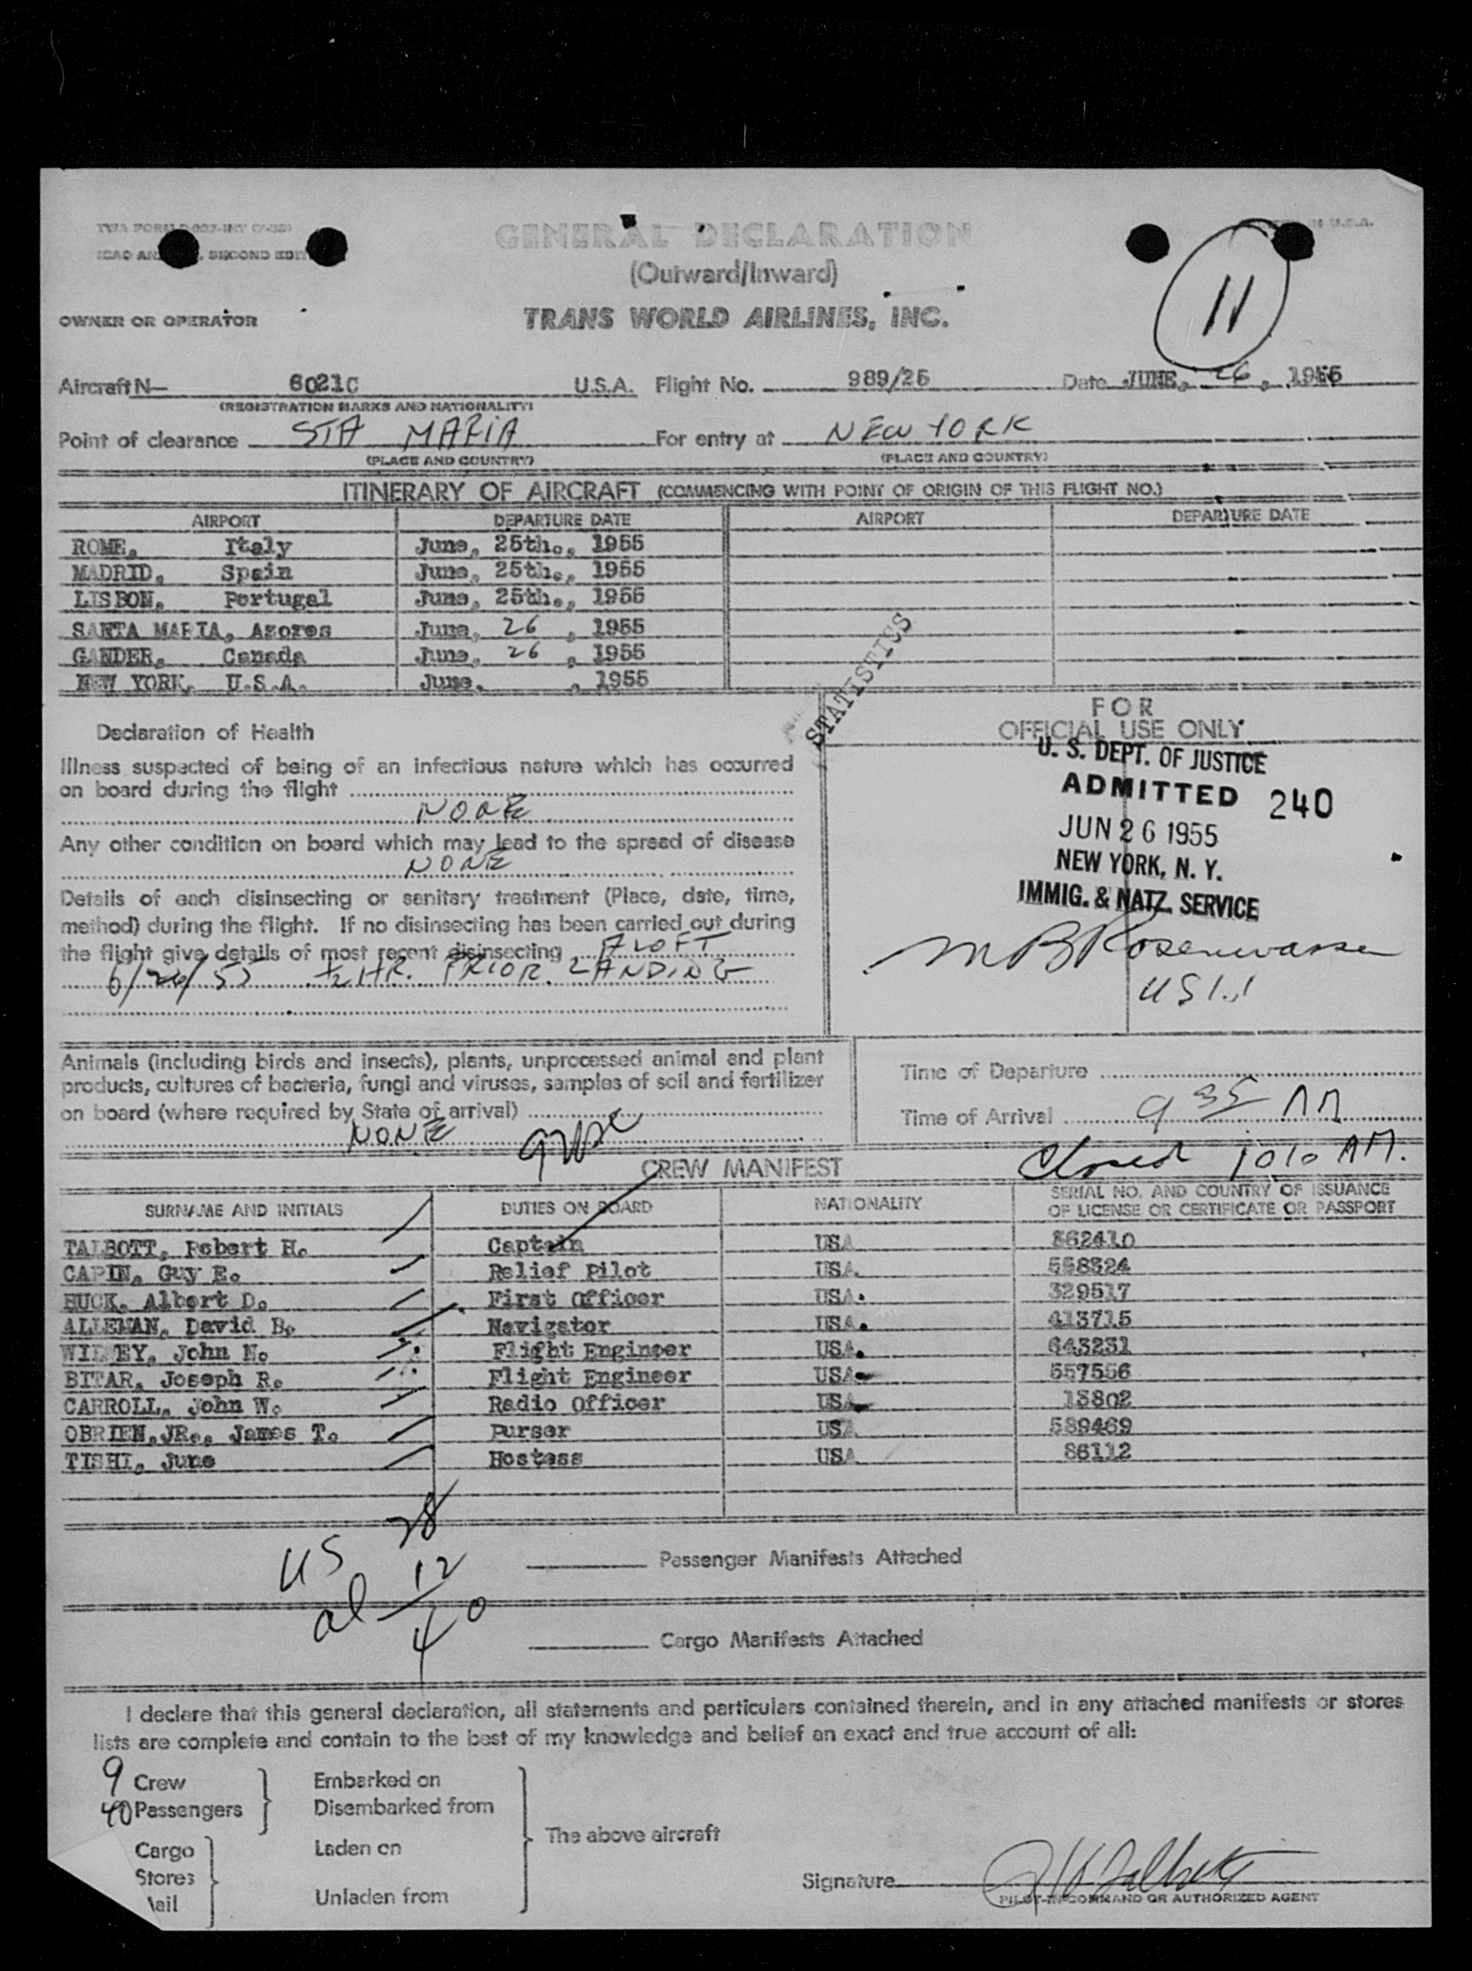 GENERAL DECLARATION
(Outward/Inward)
OWNER OR OPERATOR TRANS WORLD AIRLINES, INC.
11
Aircraft N— 6021C U.S.A. Flight No. 989/25 Date JUNE, 26, 1955
(REGISTRATION MARKS AND NATIONALITY)
Point of clearance STA MARIA For entry at NEW YORK
(PLACE AND COUNTRY) (PLACE AND COUNTRY)
ITINERARY OF AIRCRAFT (COMMENCING WITH POINT OF ORIGIN OF THIS FLIGHT NO.)
AIRPORT DEPARTURE DATE AIRPORT DEPARTURE DATE
ROME, Italy June, 25th., 1955
MADRID, Spain June, 25th., 1955
LISBON, Portugal June, 25th., 1955
SANTA MARIA, Azores June, 26, 1955
GANDER, Canada June, 26, 1955
NEW YORK, U.S.A. June, , 1955
STATISTICS
Declaration of Health
Illness suspected of being of an infectious nature which has occurred
on board during the flight
NONE
Any other condition on board which may lead to the spread of disease
NONE
Details of each disinsecting or sanitary treatment (Place, date, time,
method) during the flight. If no disinsecting has been carried out during
the flight give details of most recent disinsecting ALOFT
6/26/55 ½ HR. PRIOR LANDING
FOR
OFFICIAL USE ONLY
U. S. DEPT. OF JUSTICE
ADMITTED 240
JUN 26 1955
NEW YORK, N. Y.
IMMIG. & NATZ. SERVICE
M B Rosenwasser
USI.I
Animals (including birds and insects), plants, unprocessed animal and plant
products, cultures of bacteria, fungi and viruses, samples of soil and fertilizer
on board (where required by State of arrival)
NONE
Time of Departure
Time of Arrival 9 35 AM
Closed 1010 AM.
CREW MANIFEST
SURNAME AND INITIALS DUTIES ON BOARD NATIONALITY SERIAL NO. AND COUNTRY OF ISSUANCE
OF LICENSE OR CERTIFICATE OR PASSPORT
TALBOTT, Robert H. Captain USA 862410
CAPIN, Guy E. Relief Pilot USA. 558324
HUCK, Albert D. First Officer USA. 329517
ALLEMAN, David B. Navigator USA. 413715
WILVEY, John N. Flight Engineer USA. 643231
BITAR, Joseph R. Flight Engineer USA 557556
CARROLL, John W. Radio Officer USA 13802
OBRIEN,JR., James T. Purser USA 589469
TISHI, June Hostess USA 86112
US 28
al 12
40
Passenger Manifests Attached
Cargo Manifests Attached
I declare that this general declaration, all statements and particulars contained therein, and in any attached manifests or stores
lists are complete and contain to the best of my knowledge and belief an exact and true account of all:
9 Crew
40 Passengers
Cargo
Stores
Mail
Embarked on
Disembarked from
Laden on
Unladen from
The above aircraft
Signature R H Talbott
PILOT-IN-COMMAND OR AUTHORIZED AGENT